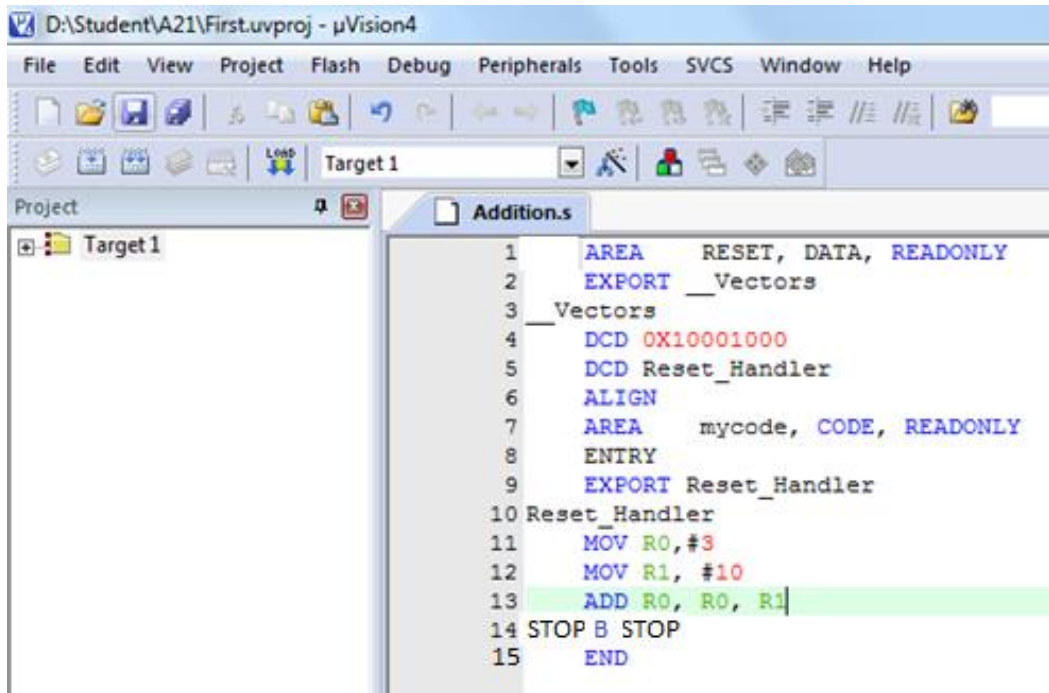 D:\Student\A21\First.uvproj - µVision4
File Edit View Project Flash Debug Peripherals Tools SVCS Window Help
LOAD Target 1
Project
Addition.s
Target 1
1 AREA RESET, DATA, READONLY
2 EXPORT __Vectors
3 __Vectors
4 DCD 0X10001000
5 DCD Reset_Handler
6 ALIGN
7 AREA mycode, CODE, READONLY
8 ENTRY
9 EXPORT Reset_Handler
10 Reset_Handler
11 MOV R0,#3
12 MOV R1, #10
13 ADD R0, R0, R1
14 STOP B STOP
15 END